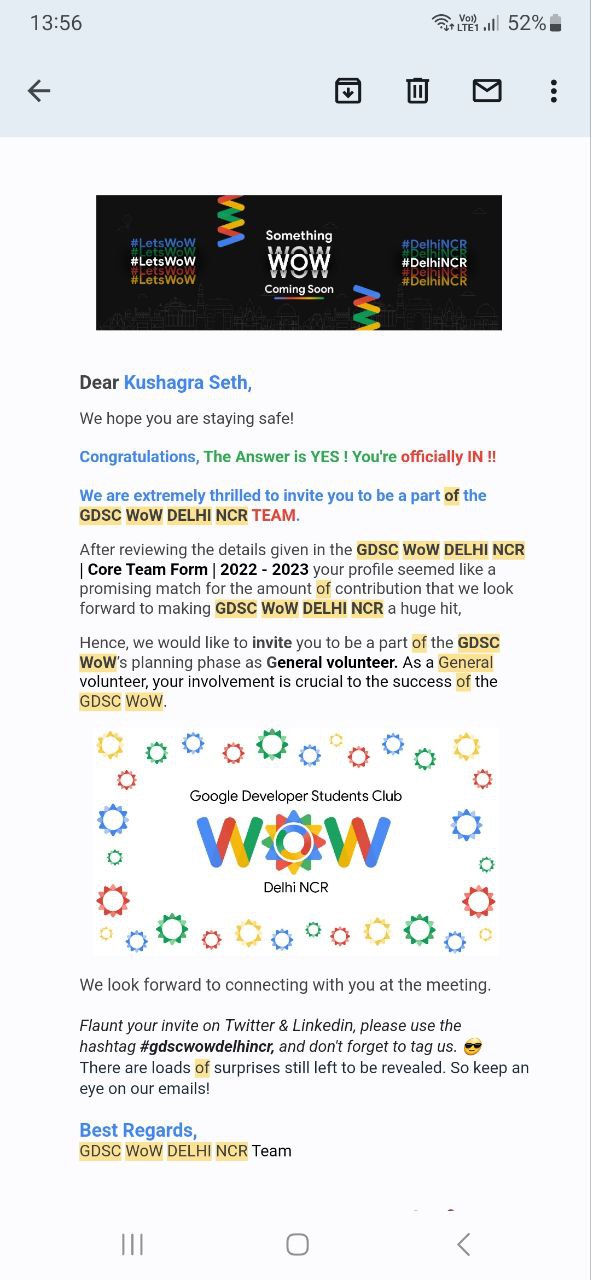 13:56
Vo)) LTE1 52%
Something
#LetsWoW
#LetsWoW
#LetsWoW
#LetsWoW
#LetsWoW
WOW
#DelhiNCR
#DelhiNCR
#DelhiNCR
#DelhiNCR
#DelhiNCR
Coming Soon
Dear Kushagra Seth,
We hope you are staying safe!
Congratulations, The Answer is YES ! You're officially IN !!
We are extremely thrilled to invite you to be a part of the
GDSC WoW DELHI NCR TEAM.
After reviewing the details given in the GDSC WoW DELHI NCR
| Core Team Form | 2022 - 2023 your profile seemed like a
promising match for the amount of contribution that we look
forward to making GDSC WoW DELHI NCR a huge hit,
Hence, we would like to invite you to be a part of the GDSC
WoW's planning phase as General volunteer. As a General
volunteer, your involvement is crucial to the success of the
GDSC WoW.
Google Developer Students Club
WOW
Delhi NCR
We look forward to connecting with you at the meeting.
Flaunt your invite on Twitter & Linkedin, please use the
hashtag #gdscwowdelhincr, and don't forget to tag us. 😎
There are loads of surprises still left to be revealed. So keep an
eye on our emails!
Best Regards,
GDSC WoW DELHI NCR Team